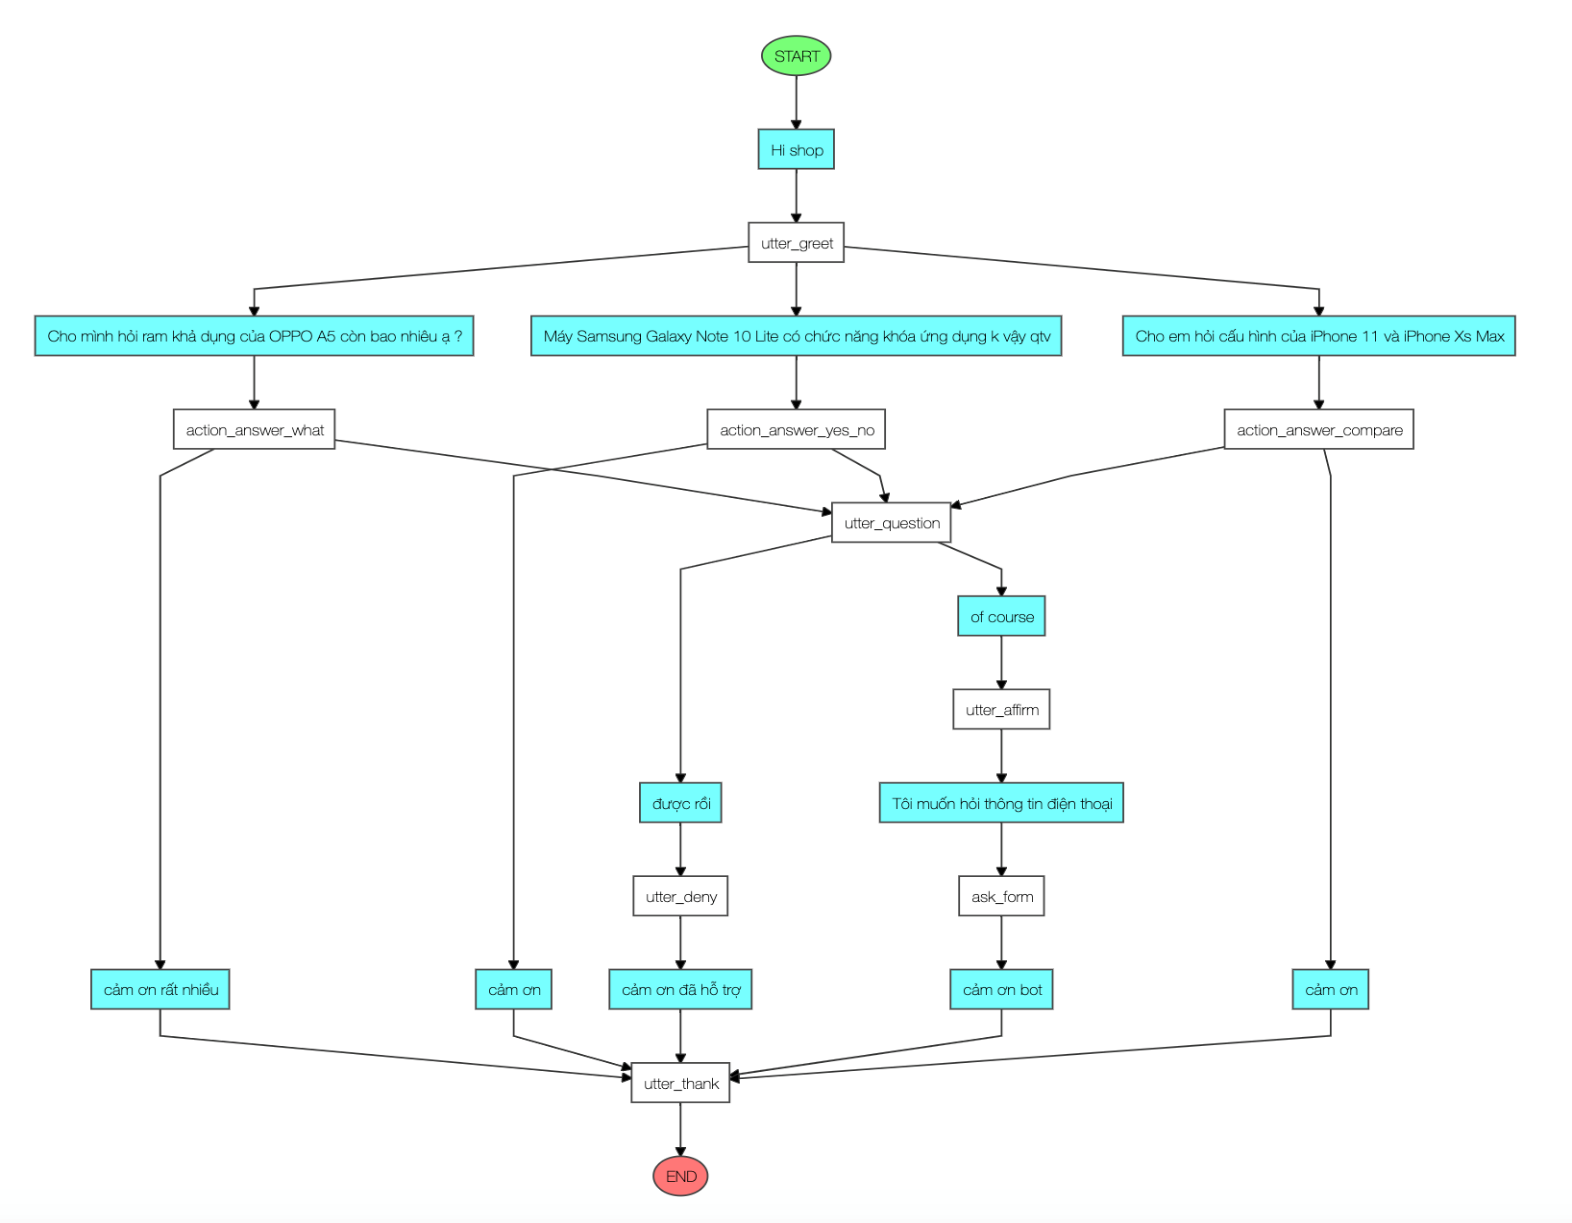 START
Hi shop
utter_greet
Cho mình hỏi ram khả dụng của OPPO A5 còn bao nhiêu ạ ?
Máy Samsung Galaxy Note 10 Lite có chức năng khóa ứng dụng k vậy qtv
Cho em hỏi cấu hình của iPhone 11 và iPhone Xs Max
action_answer_what
action_answer_yes_no
action_answer_compare
utter_question
of course
utter_affirm
được rồi
Tôi muốn hỏi thông tin điện thoại
utter_deny
ask_form
cảm ơn rất nhiều
cảm ơn
cảm ơn đã hỗ trợ
cảm ơn bot
cảm ơn
utter_thank
END